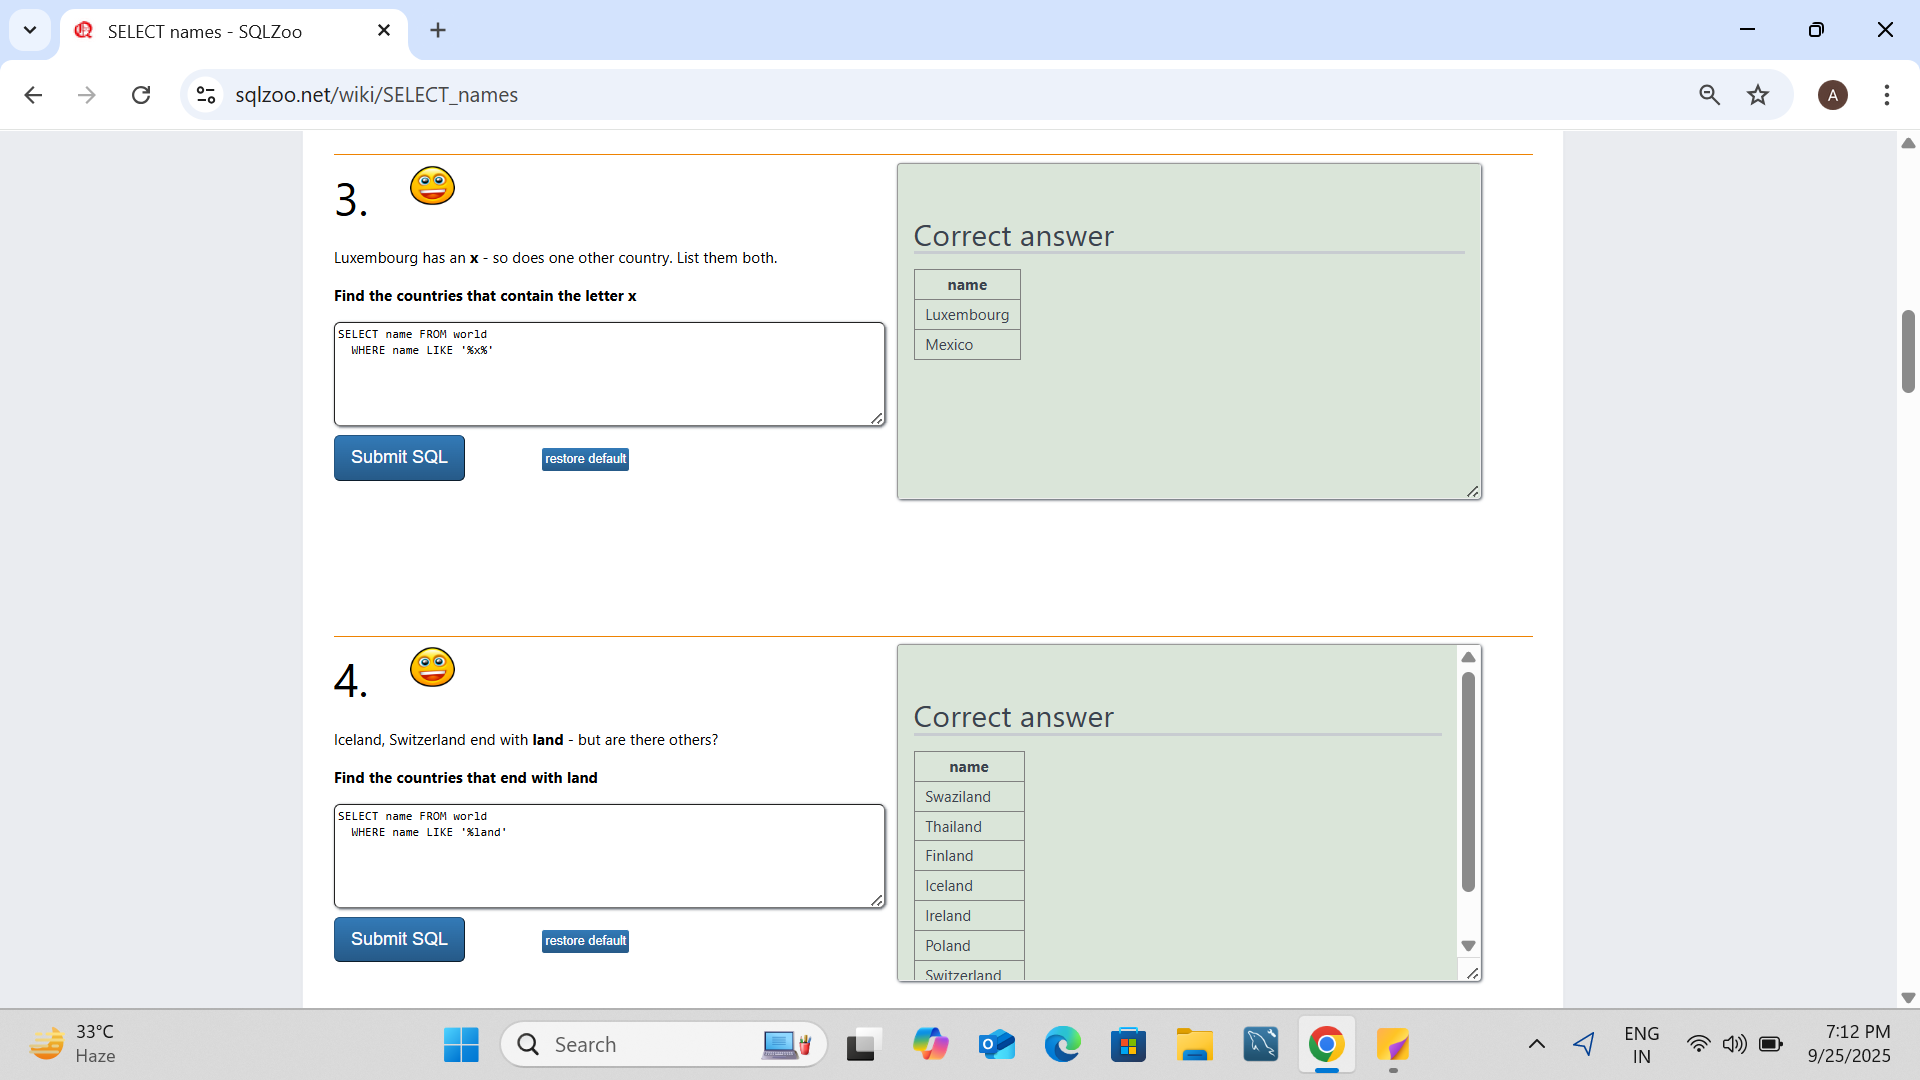 SELECT names - SQLZoo
sqlzoo.net/wiki/SELECT_names
A
3.
Luxembourg has an x - so does one other country. List them both.
Find the countries that contain the letter x
SELECT name FROM world
WHERE name LIKE '%x%'
Submit SQL
restore default
Correct answer
name
Luxembourg
Mexico
4.
Iceland, Switzerland end with land - but are there others?
Find the countries that end with land
SELECT name FROM world
WHERE name LIKE '%land'
Submit SQL
restore default
Correct answer
name
Swaziland
Thailand
Finland
Iceland
Ireland
Poland
Switzerland
33°C
Haze
Search
ENG
IN
7:12 PM
9/25/2025